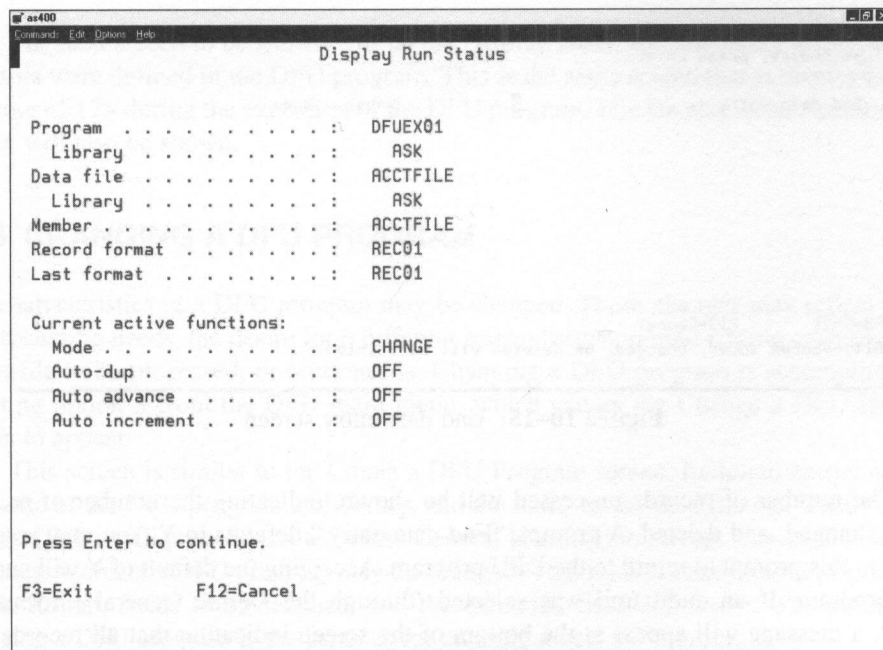 as400
Commands Edit Options Help
Display Run Status
Program . . . . . . . . . . . . : DFUEX01
Library . . . . . . . . . . . : ASK
Data file . . . . . . . . . . . : ACCTFILE
Library . . . . . . . . . . . : ASK
Member . . . . . . . . . . . . : ACCTFILE
Record format . . . . . . . . . : REC01
Last format . . . . . . . . . . : REC01
Current active functions:
Mode . . . . . . . . . . . . : CHANGE
Auto dup . . . . . . . . . . : OFF
Auto advance . . . . . . . . : OFF
Auto increment . . . . . . . : OFF
Press Enter to continue.
F3=Exit F12=Cancel